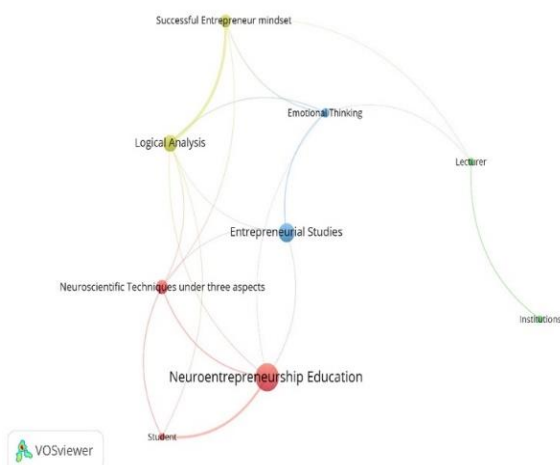 Successful Entrepreneur mindset
Emotional Thinking
Logical Analysis
Lecturer
Entrepreneurial Studies
Neuroscientific Techniques under three aspects
Institutions
Neuroentrepreneurship Education
Student
VOSviewer